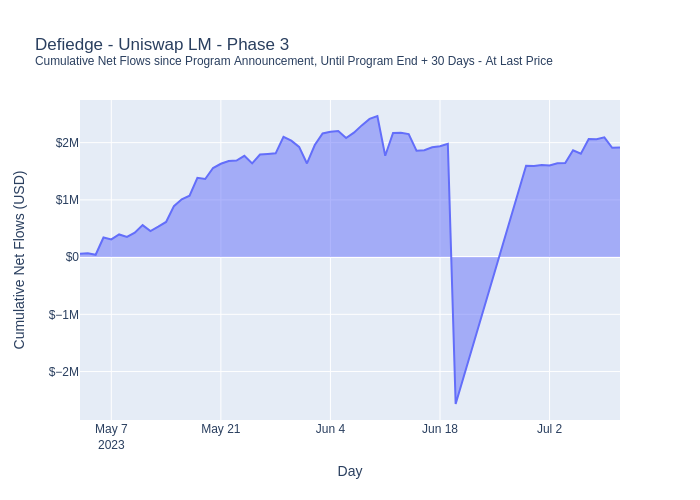 Defiedge - Uniswap LM - Phase 3
Cumulative Net Flows since Program Announcement, Until Program End + 30 Days - At Last Price
Cumulative Net Flows (USD)
$2M
$1M
$0
$−1M
$−2M
May 7
2023
May 21
Jun 4
Jun 18
Jul 2
Day